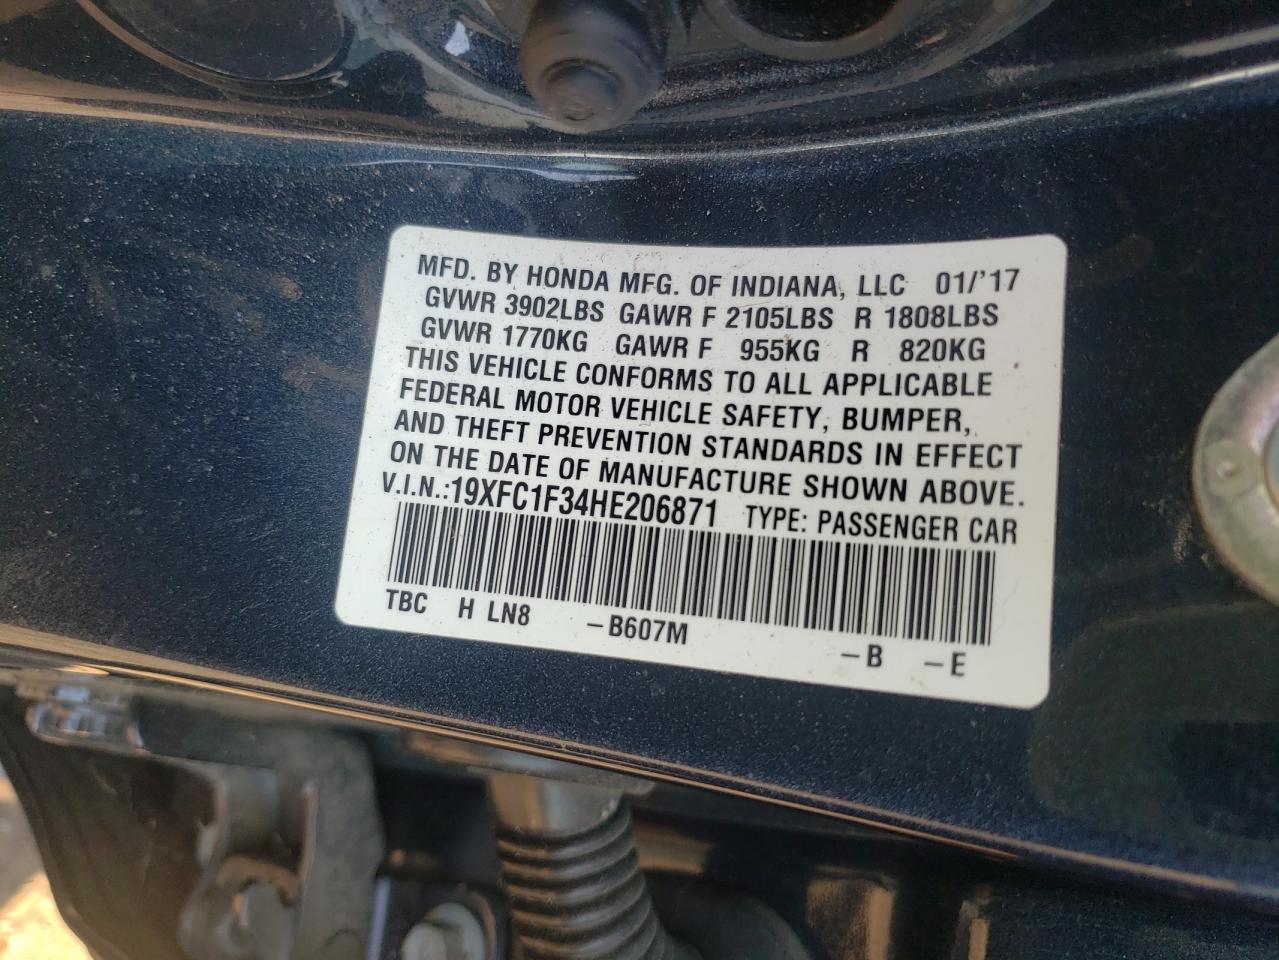 MFD. BY HONDA MFG. OF INDIANA, LLC 01/'17
GVWR 3902LBS GAWR F 2105LBS R 1808LBS
GVWR 1770KG GAWR F 955KG R 820KG
THIS VEHICLE CONFORMS TO ALL APPLICABLE
FEDERAL MOTOR VEHICLE SAFETY, BUMPER,
AND THEFT PREVENTION STANDARDS IN EFFECT
ON THE DATE OF MANUFACTURE SHOWN ABOVE.
V.I.N.:19XFC1F34HE206871 TYPE: PASSENGER CAR
TBC H LN8 –B607M –B –E